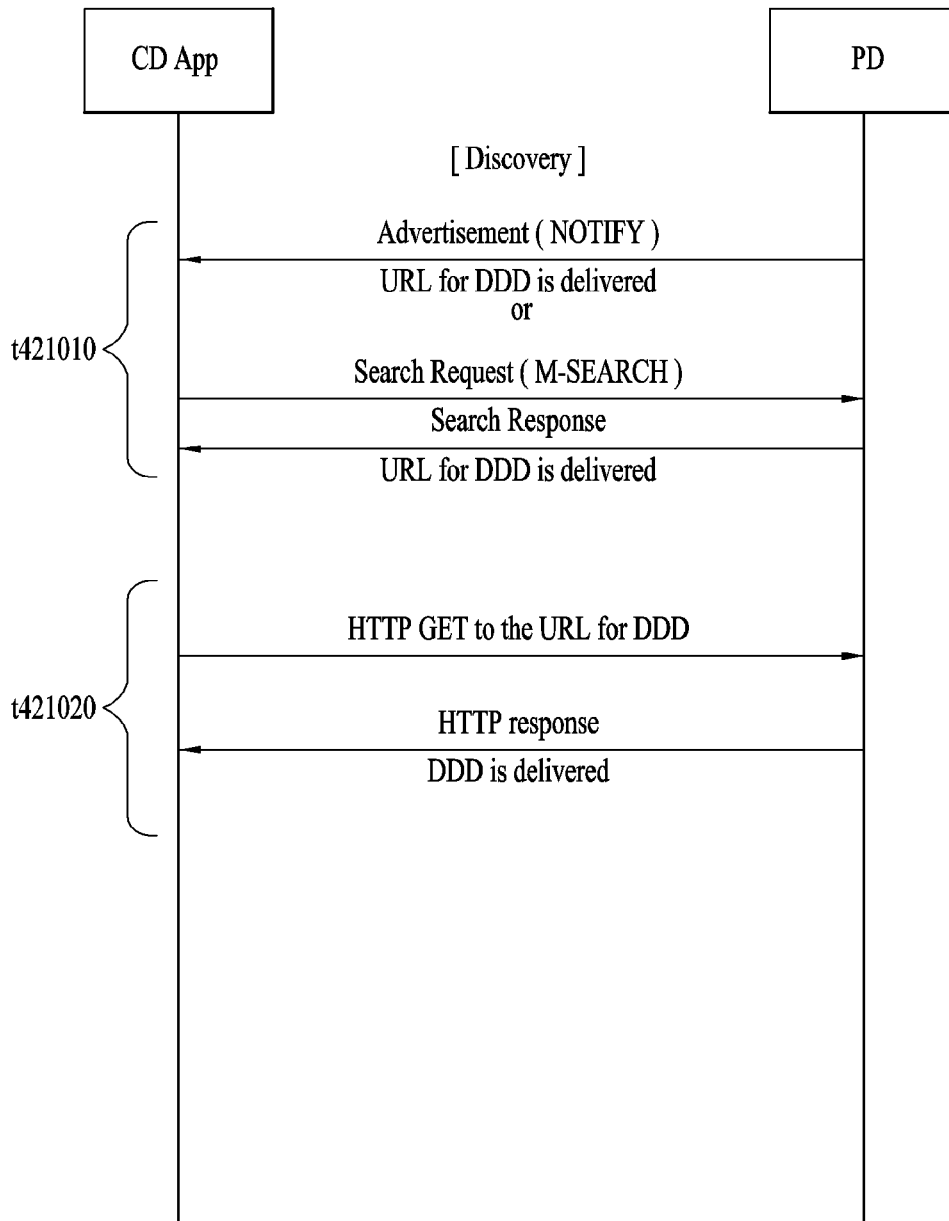 CD App
PD
[ Discovery ]
Advertisement ( NOTIFY )
URL for DDD is delivered
or
t421010
Search Request ( M-SEARCH )
Search Response
URL for DDD is delivered
HTTP GET to the URL for DDD
t421020
HTTP response
DDD is delivered